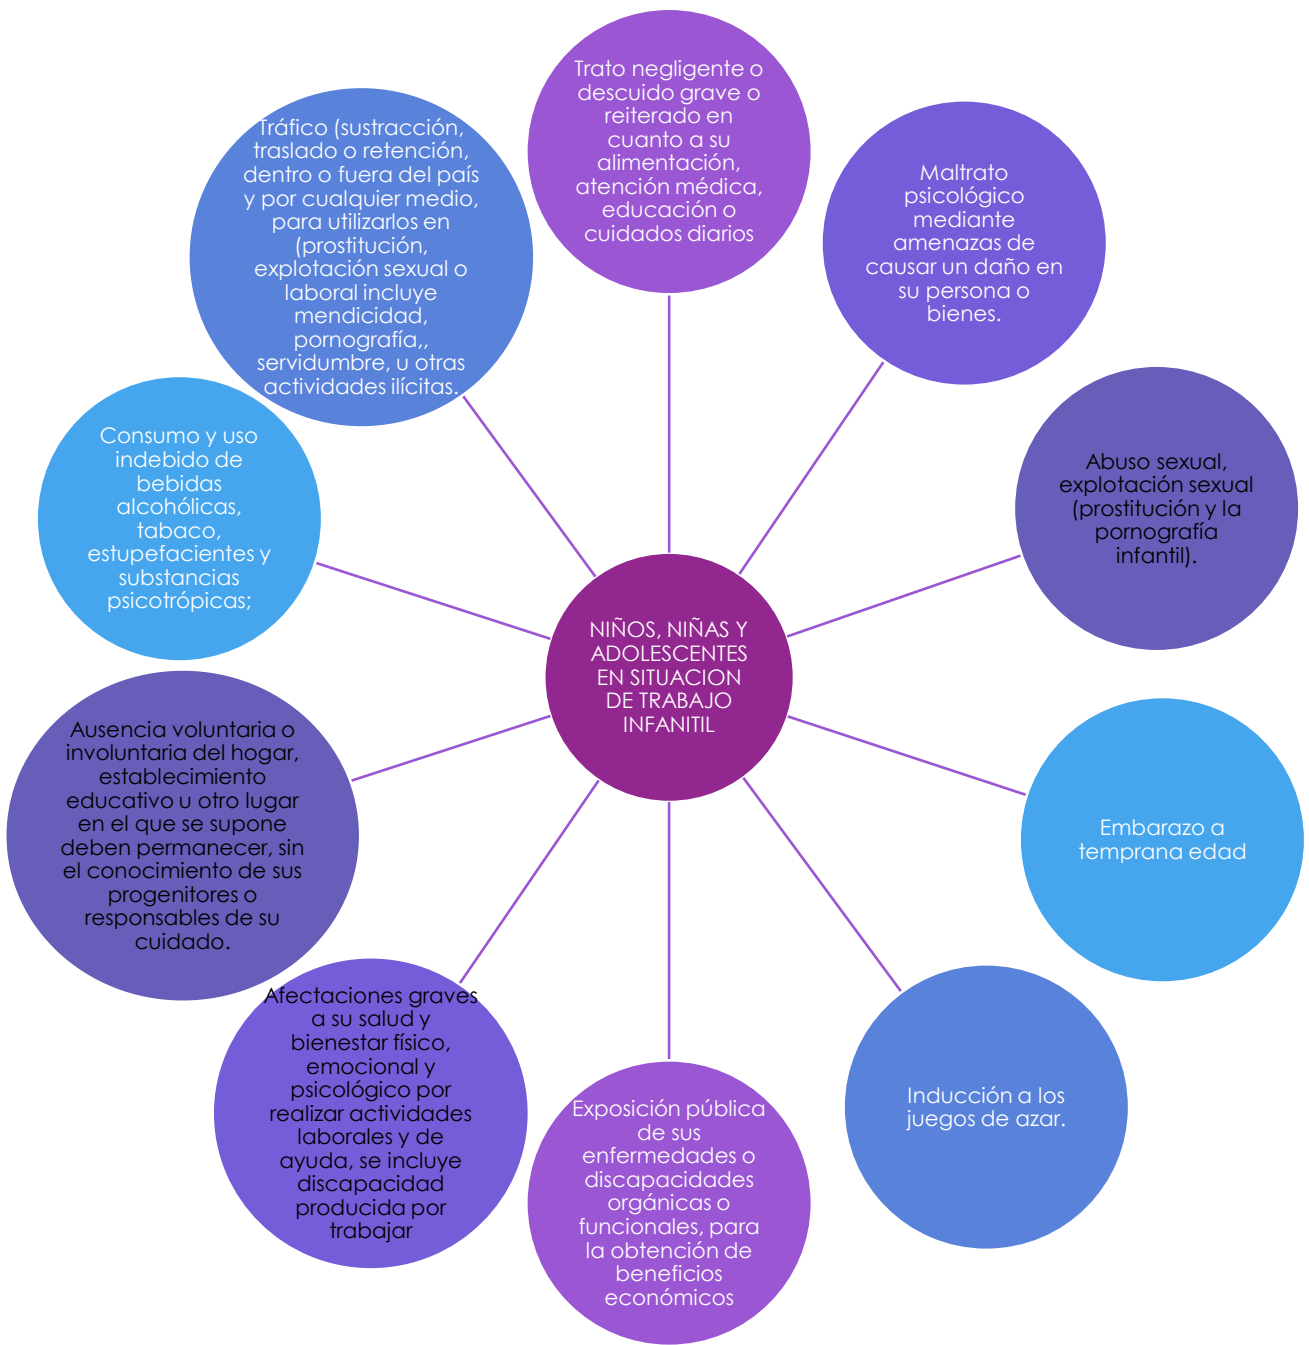 Trato negligente o
descuido grave o
reiterado en
cuanto a su
alimentación,
atención médica,
educación o
cuidados diarios
Maltrato
psicológico
mediante
amenazas de
causar un daño en
su persona o
bienes.
Abuso sexual,
explotación sexual
(prostitución y la
pornografía
infantil).
Embarazo a
temprana edad
Inducción a los
juegos de azar.
Exposición pública
de sus
enfermedades o
discapacidades
orgánicas o
funcionales, para
la obtención de
beneficios
económicos
Afectaciones graves
a su salud y
bienestar físico,
emocional y
psicológico por
realizar actividades
laborales y de
ayuda, se incluye
discapacidad
producida por
trabajar
Ausencia voluntaria o
involuntaria del hogar,
establecimiento
educativo u otro lugar
en el que se supone
deben permanecer, sin
el conocimiento de sus
progenitores o
responsables de su
cuidado.
Consumo y uso
indebido de
bebidas
alcohólicas,
tabaco,
estupefacientes y
substancias
psicotrópicas;
Tráfico (sustracción,
traslado o retención,
dentro o fuera del país
y por cualquier medio,
para utilizarlos en
(prostitución,
explotación sexual o
laboral incluye
mendicidad,
pornografía,,
servidumbre, u otras
actividades ilícitas.
NIÑOS, NIÑAS Y
ADOLESCENTES
EN SITUACION
DE TRABAJO
INFANITIL